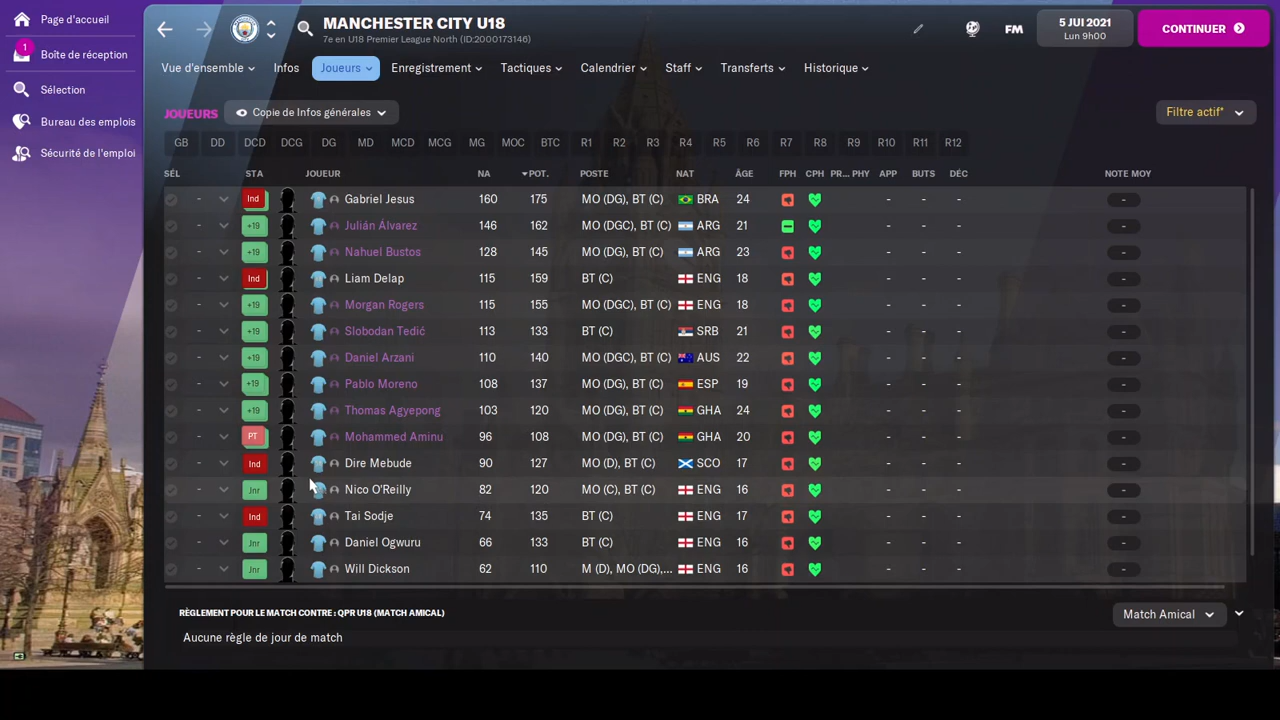 Page d'accueil
1
Boîte de réception
Sélection
Bureau des emplois
Sécurité de l'emploi
MANCHESTER CITY U18
7e en U18 Premier League North (ID:2000173146)
FM
5 JUI 2021
Lun 9h00
CONTINUER
Vue d'ensemble Infos Joueurs Enregistrement Tactiques Calendrier Staff Transferts Historique
JOUEURS Copie de Infos générales Filtre actif*
GB DD DCD DCG DG MD MCD MCG MG MOC BTC R1 R2 R3 R4 R5 R6 R7 R8 R9 R10 R11 R12
SÉL STA JOUEUR NA POT. POSTE NAT ÂGE FPH CPH PR... PHY APP BUTS DÉC NOTE MOY
- Ind Gabriel Jesus 160 175 MO (DG), BT (C) BRA 24 - - - -
- +19 Julián Álvarez 146 162 MO (DGC), BT (C) ARG 21 - - - -
- +19 Nahuel Bustos 128 145 MO (DG), BT (C) ARG 23 - - - -
- Ind Liam Delap 115 159 BT (C) ENG 18 - - - -
- +19 Morgan Rogers 115 155 MO (DGC), BT (C) ENG 18 - - - -
- +19 Slobodan Tedić 113 133 BT (C) SRB 21 - - - -
- +19 Daniel Arzani 110 140 MO (DGC), BT (C) AUS 22 - - - -
- +19 Pablo Moreno 108 137 MO (DG), BT (C) ESP 19 - - - -
- +19 Thomas Agyepong 103 120 MO (DG), BT (C) GHA 24 - - - -
- PT Mohammed Aminu 96 108 MO (DG), BT (C) GHA 20 - - - -
- Ind Dire Mebude 90 127 MO (D), BT (C) SCO 17 - - - -
- Jnr Nico O'Reilly 82 120 MO (C), BT (C) ENG 16 - - - -
- Ind Tai Sodje 74 135 BT (C) ENG 17 - - - -
- Jnr Daniel Ogwuru 66 133 BT (C) ENG 16 - - - -
- Jnr Will Dickson 62 110 M (D), MO (DG),... ENG 16 - - - -
RÈGLEMENT POUR LE MATCH CONTRE : QPR U18 (MATCH AMICAL) Match Amical
Aucune règle de jour de match